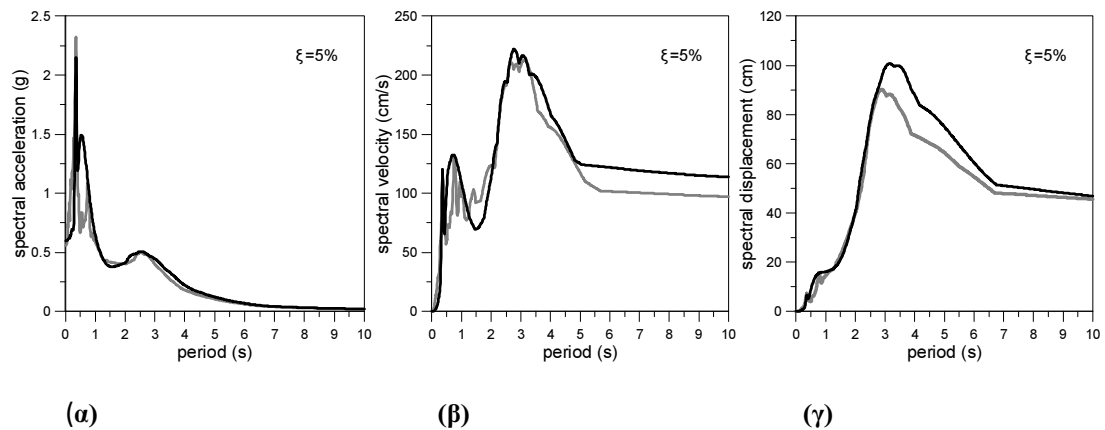 spectral acceleration (g)
2.5
2
1.5
1
0.5
0
ξ=5%
0 1 2 3 4 5 6 7 8 9 10
period (s)
spectral velocity (cm/s)
250
200
150
100
50
0
ξ=5%
0 1 2 3 4 5 6 7 8 9 10
period (s)
spectral displacement (cm)
120
100
80
60
40
20
0
ξ=5%
0 1 2 3 4 5 6 7 8 9 10
period (s)
(α) (β) (γ)